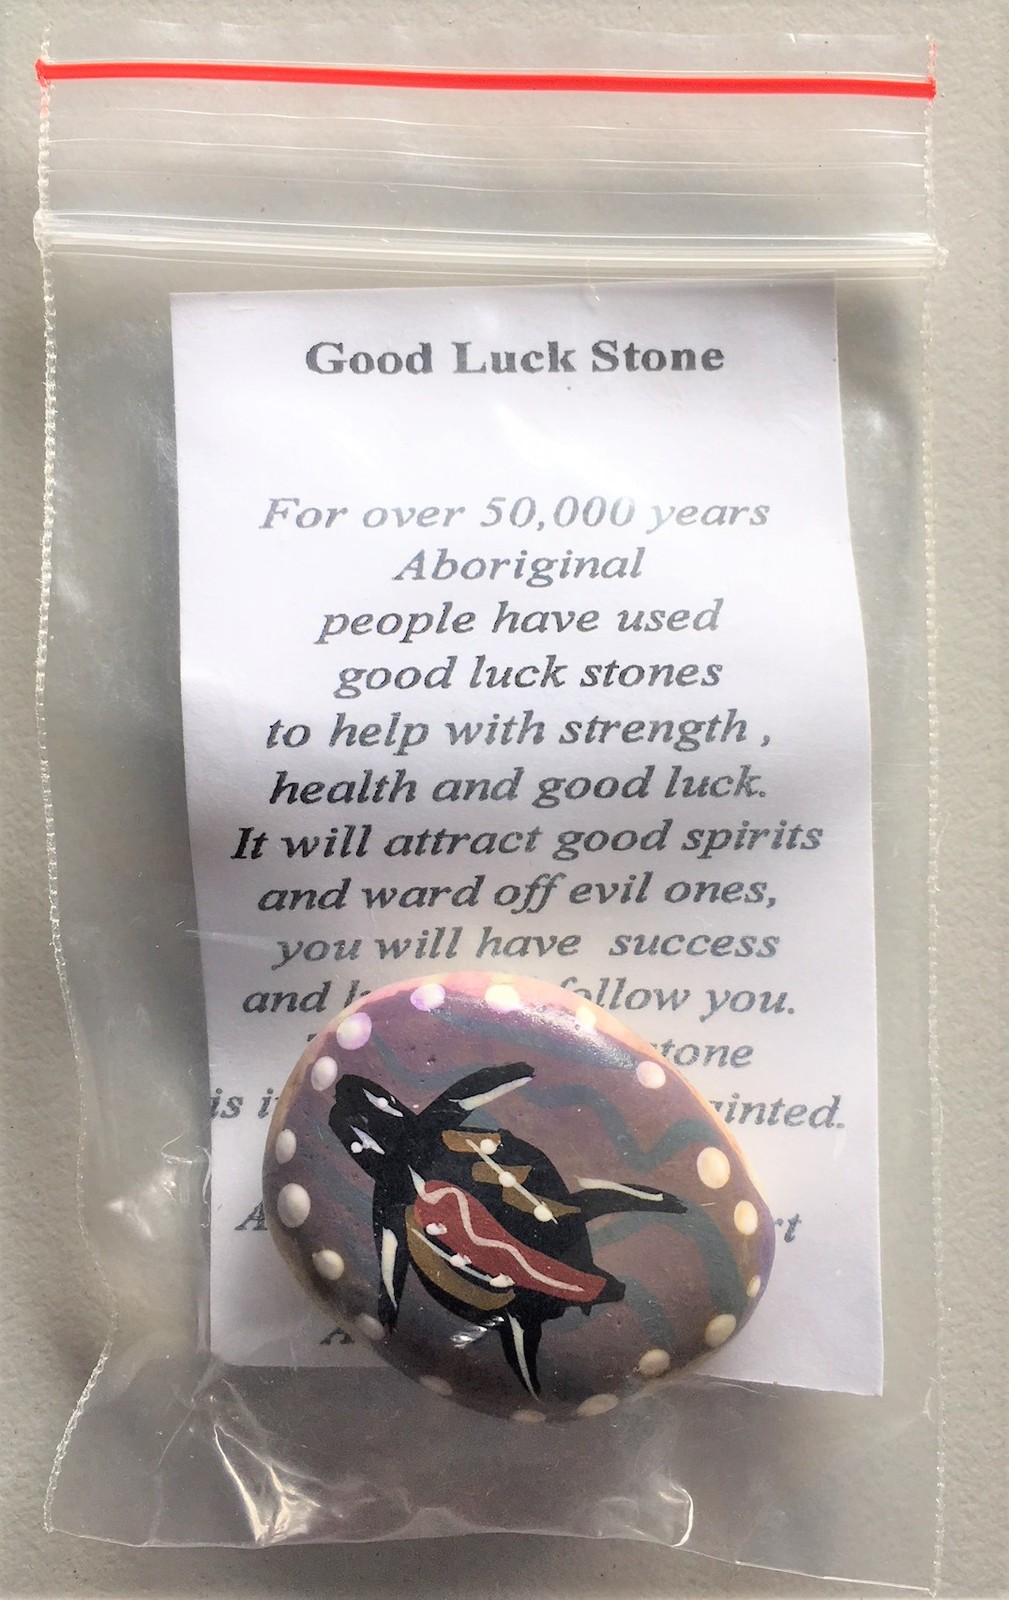 Good Luck Stone
For over 50,000 years
Aboriginal
people have used
good luck stones
to help with strength ,
health and good luck.
It will attract good spirits
and ward off evil ones,
you will have success
and follow you.
is